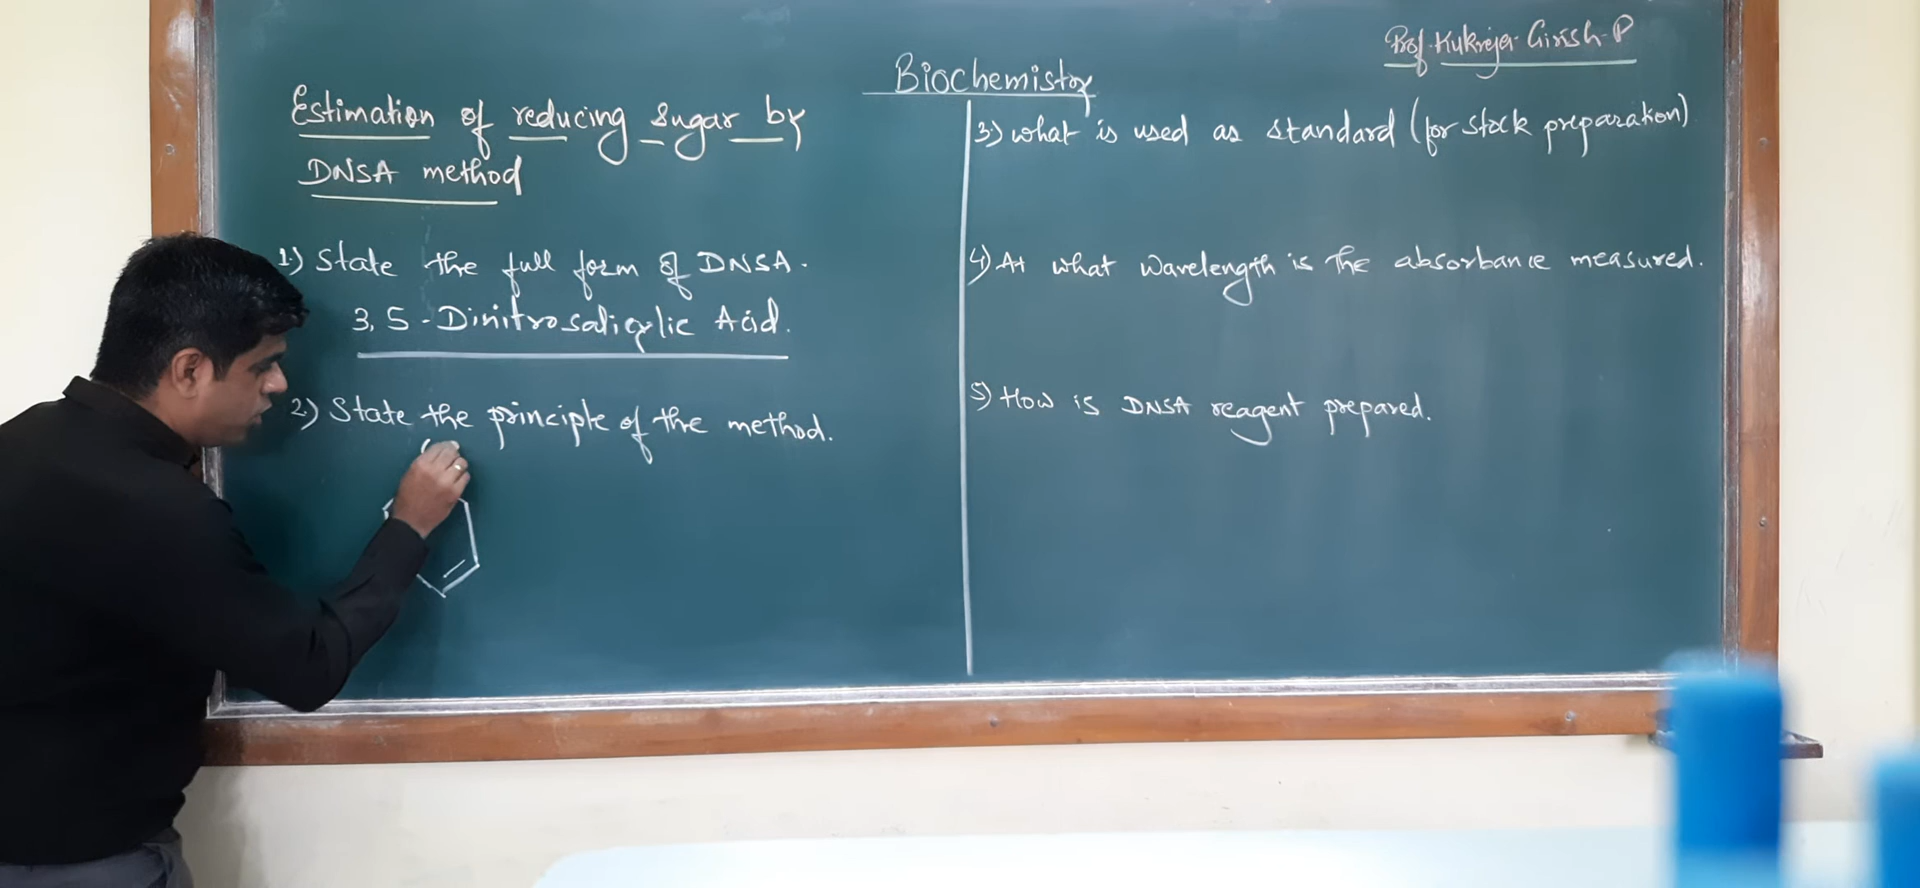 Prof. Kukreja Girish P
Biochemistry
Estimation of reducing sugar by
DNSA method
1) State the full form of DNSA.
3, 5 - Dinitrosalicylic Acid.
2) State the principle of the method.
3) what is used as standard (for stock preparation)
4) At what wavelength is the absorbance measured.
5) How is DNSA reagent prepared.